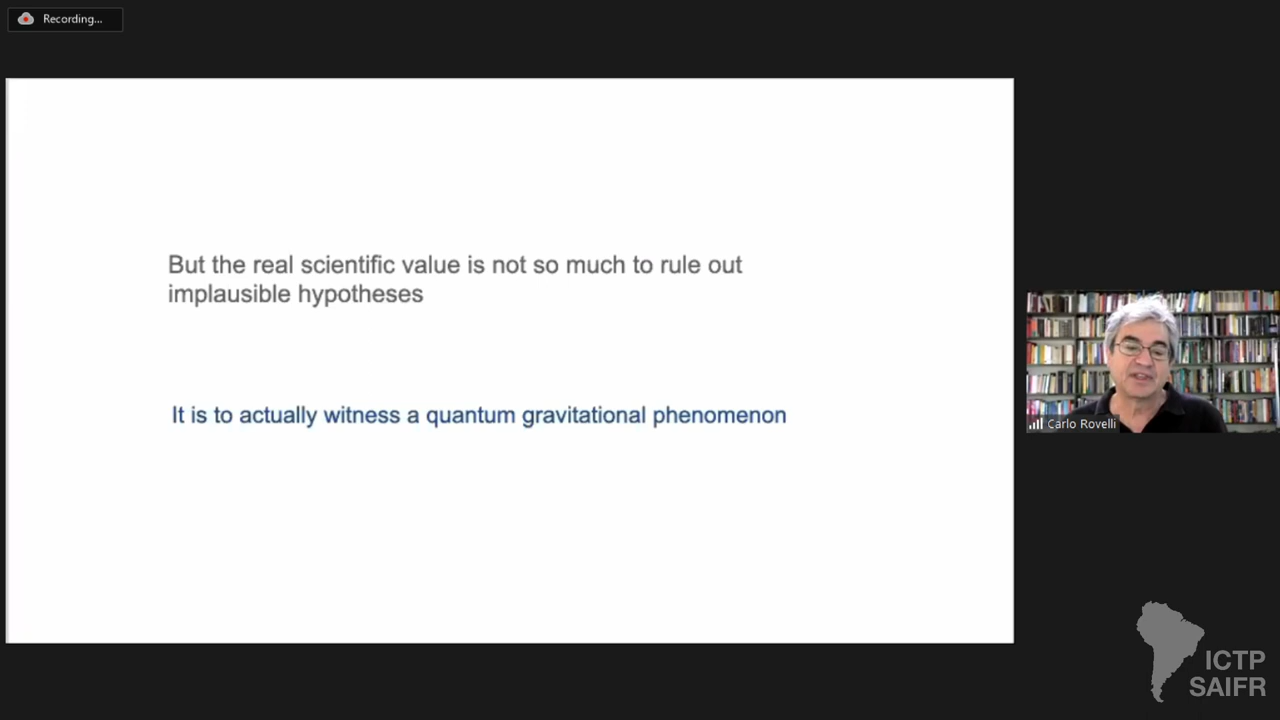 Recording...
But the real scientific value is not so much to rule out
implausible hypotheses
It is to actually witness a quantum gravitational phenomenon
Carlo Rovelli
ICTP
SAIFR